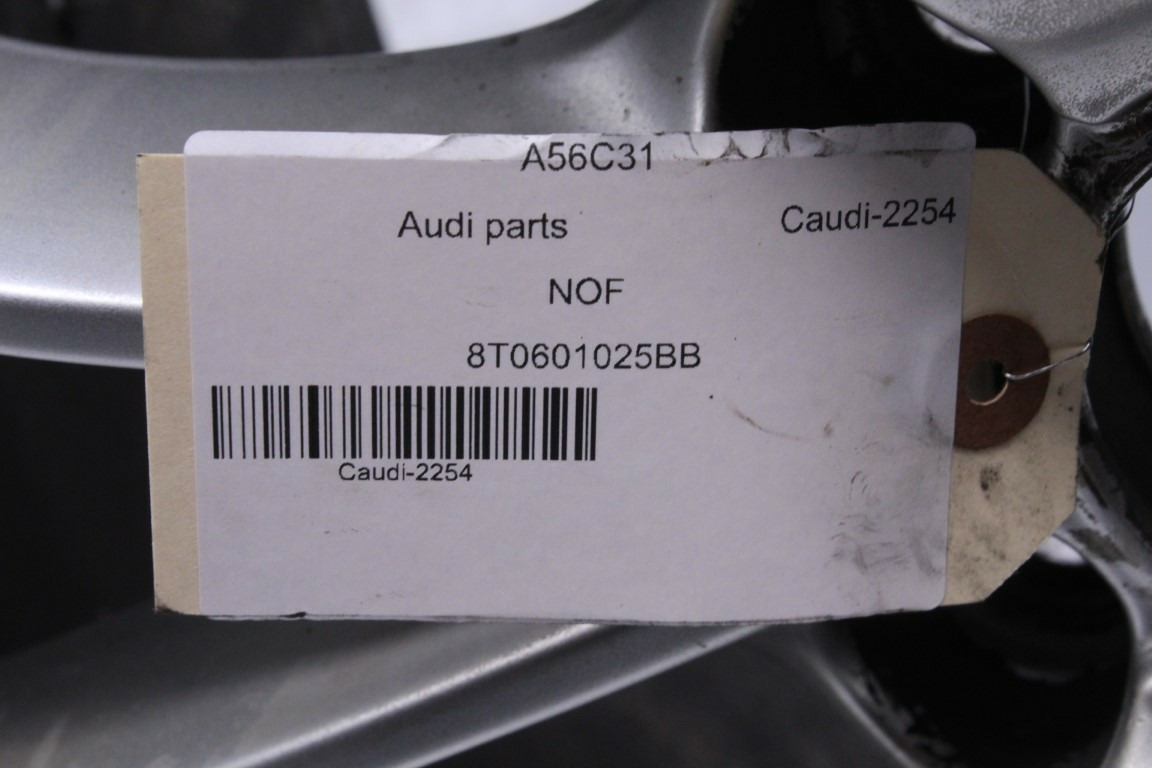 A56C31
Audi parts Caudi-2254
NOF
8T0601025BB
Caudi-2254